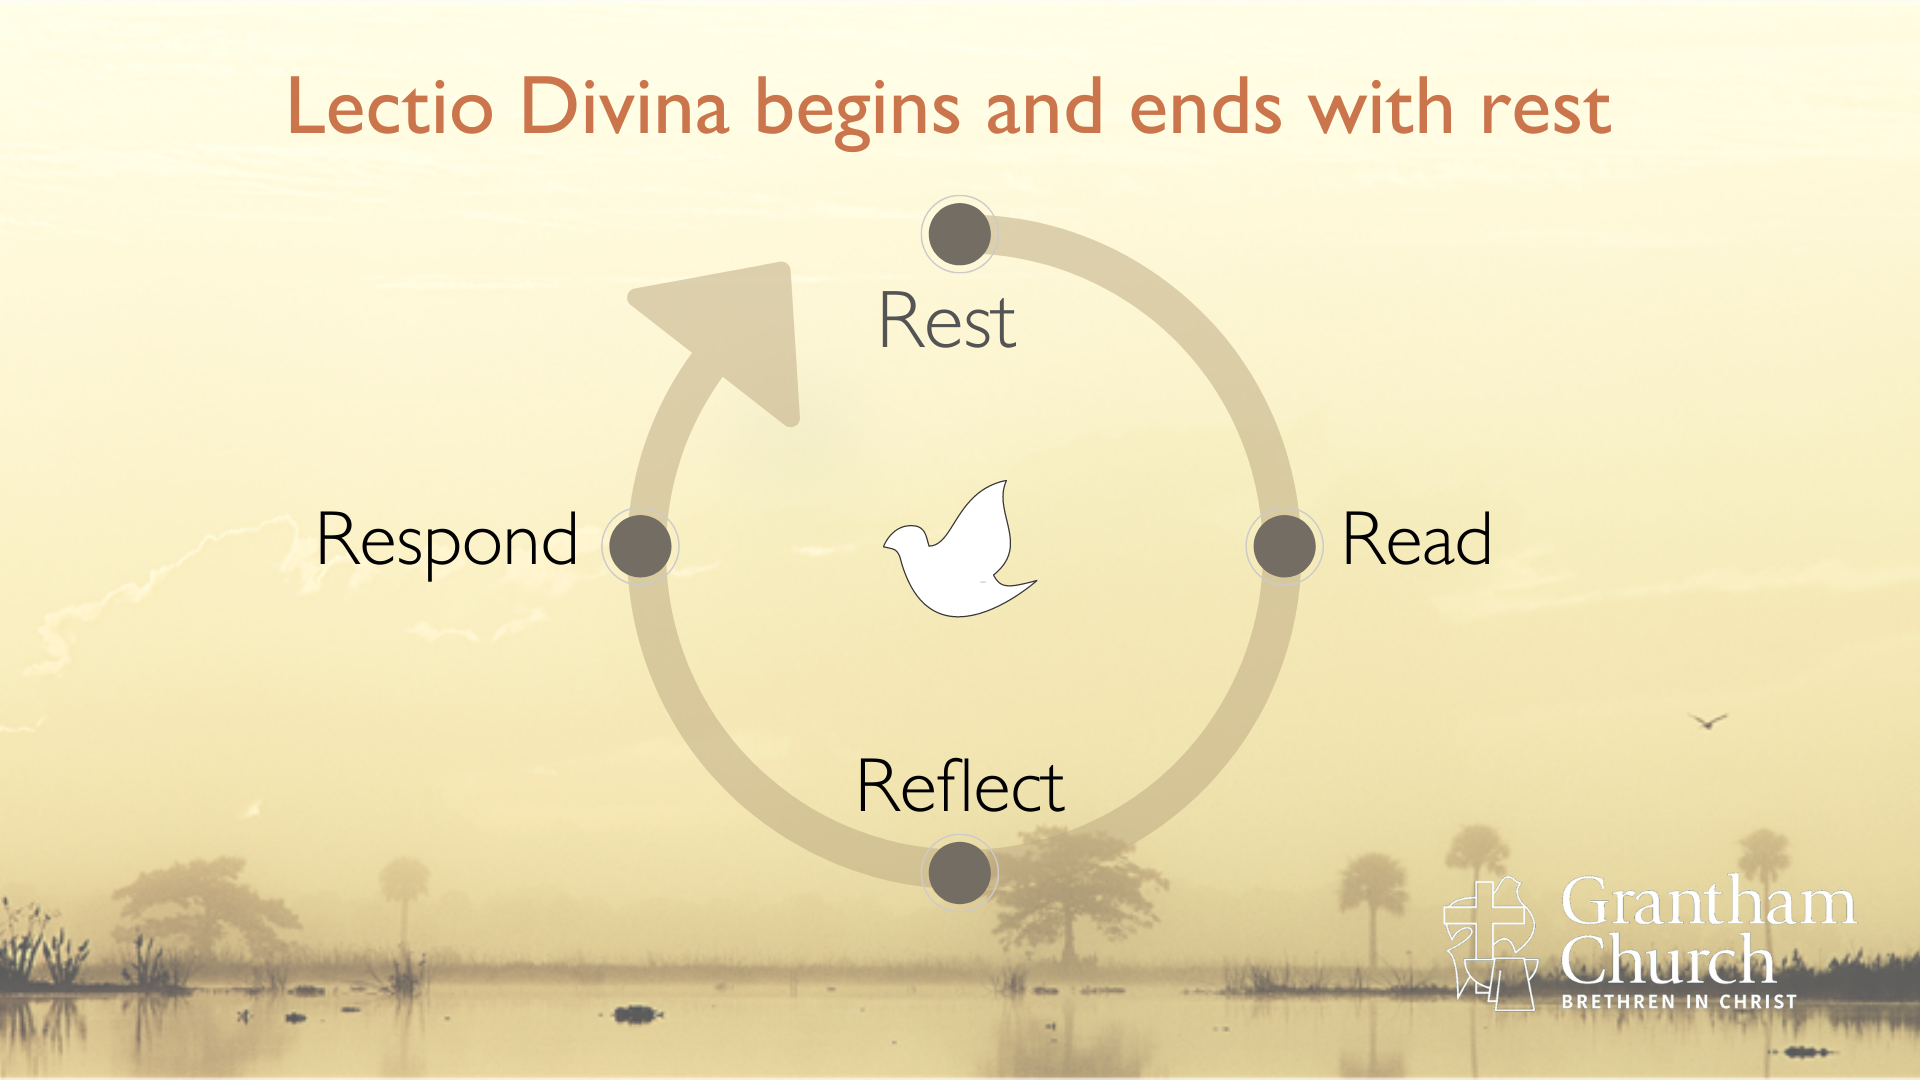 Lectio Divina begins and ends with rest
Rest
Respond
Read
Reflect
Grantham
Church
BRETHREN IN CHRIST